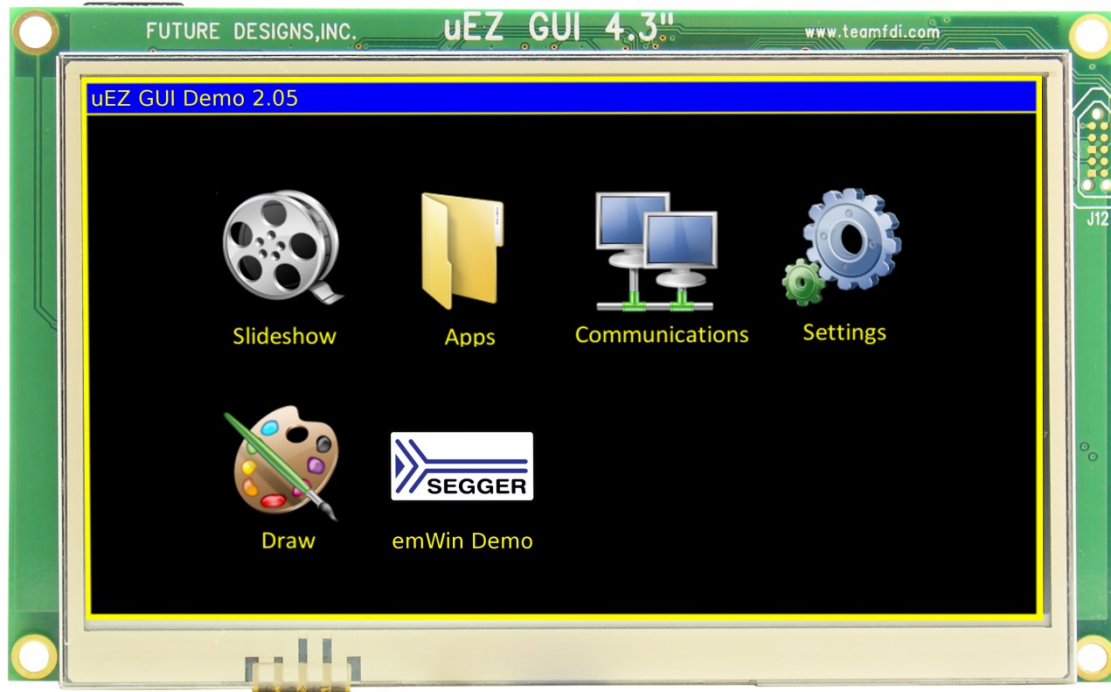 FUTURE DESIGNS,INC.
uEZ GUI 4.3"
www.teamfdi.com
uEZ GUI Demo 2.05
J12
Slideshow
Apps
Communications
Settings
SEGGER
Draw
emWin Demo